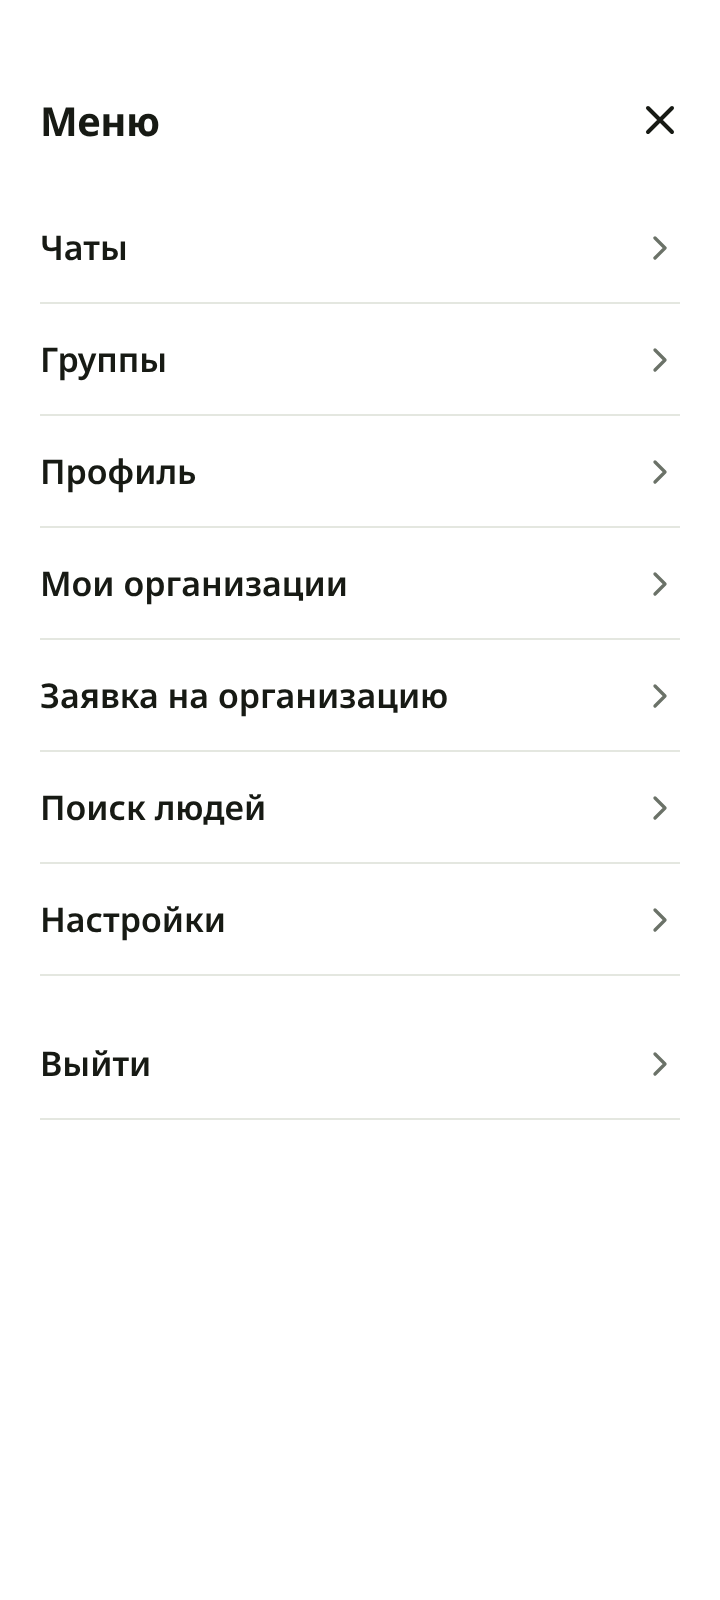 Меню
Чаты
Группы
Профиль
Мои организации
Заявка на организацию
Поиск людей
Настройки
Выйти